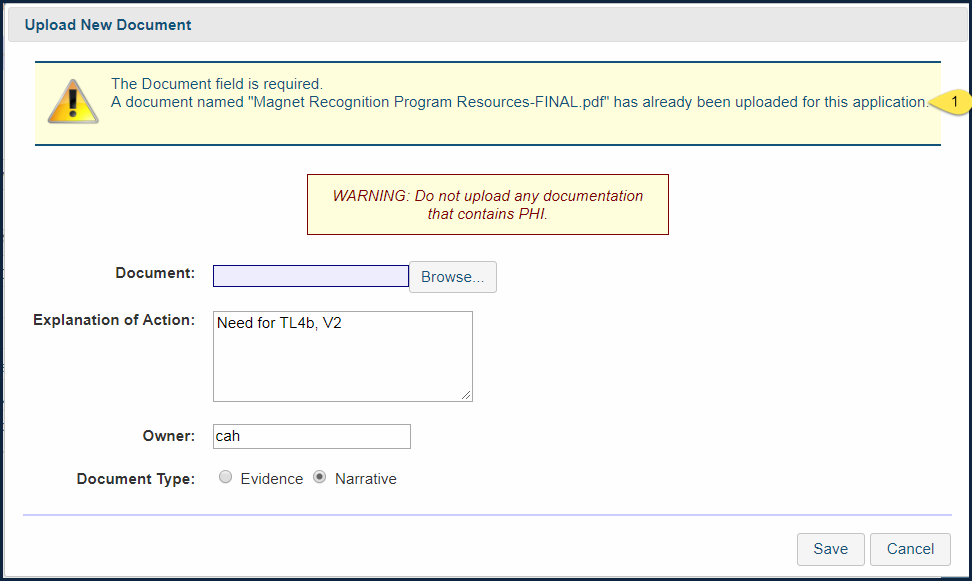 Upload New Document
The Document field is required.
A document named "Magnet Recognition Program Resources-FINAL.pdf" has already been uploaded for this application.
1
WARNING: Do not upload any documentation
that contains PHI.
Document:
Browse...
Explanation of Action:
Need for TL4b, V2
Owner:
cah
Document Type:
Evidence
Narrative
Save
Cancel